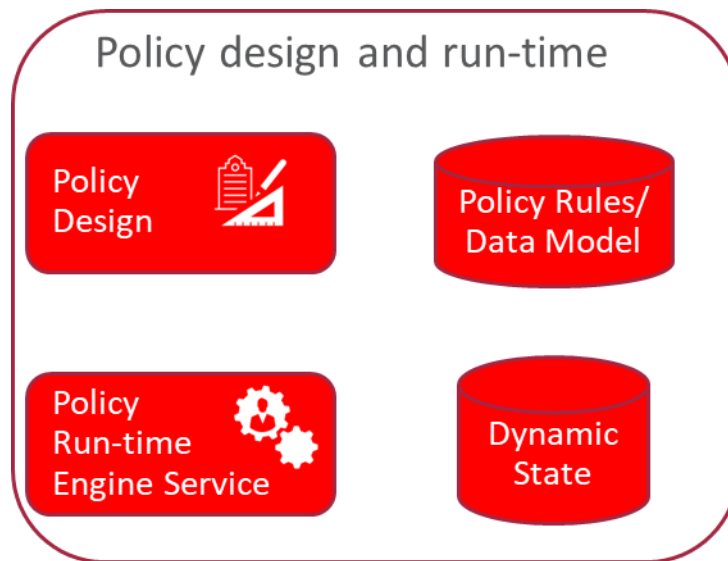 Policy design and run-time
Policy
Design
Policy Rules/
Data Model
Policy
Run-time
Engine Service
Dynamic
State